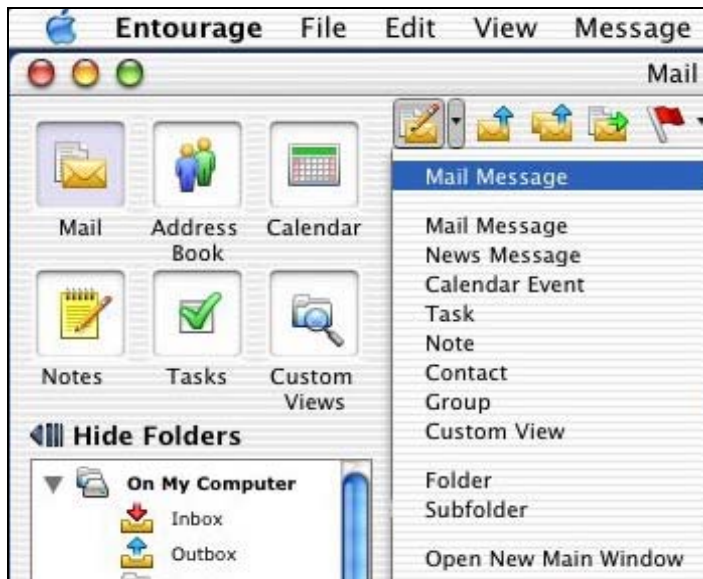 Entourage File Edit View Message
Mail
Mail Address Book Calendar
Notes Tasks Custom Views
Hide Folders
On My Computer
Inbox
Outbox
Mail Message
Mail Message
News Message
Calendar Event
Task
Note
Contact
Group
Custom View
Folder
Subfolder
Open New Main Window